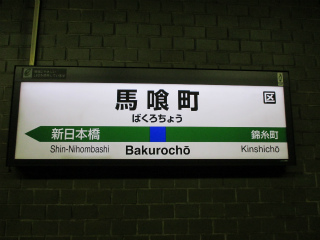 馬喰町
区
ばくろちょう
新日本橋
錦糸町
Shin-Nihombashi
Bakurochō
Kinshichō